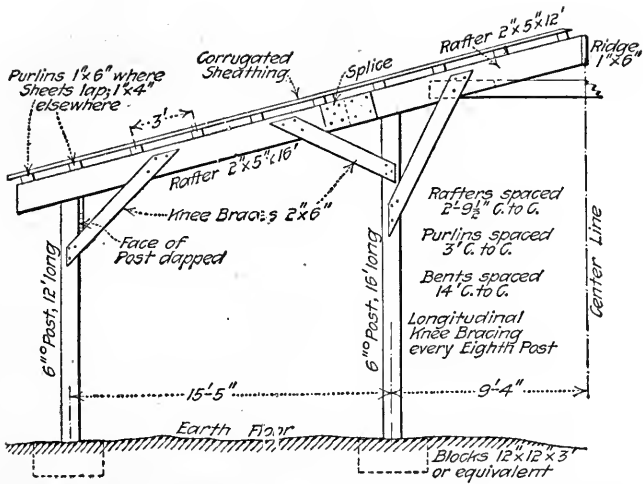 Rafter 2"x5"x12'
Ridge,
1"x6"
Corrugated
Sheathing
Splice
Purlins 1"x6" where
Sheets lap; 1"x4"
elsewhere
3'
Rafter 2"x5"x16'
Knee Braces 2"x6"
Face of
Post dapped
6"□ Post, 12' long
6"□ Post, 16' long
Rafters spaced
2'-9½" C. to C.
Purlins spaced
3' C. to C.
Bents spaced
14' C. to C.
Longitudinal
Knee Bracing
every Eighth Post
Center Line
15'-5"
9'-4"
Earth Floor
Blocks 12"x12"x3"
or equivalent